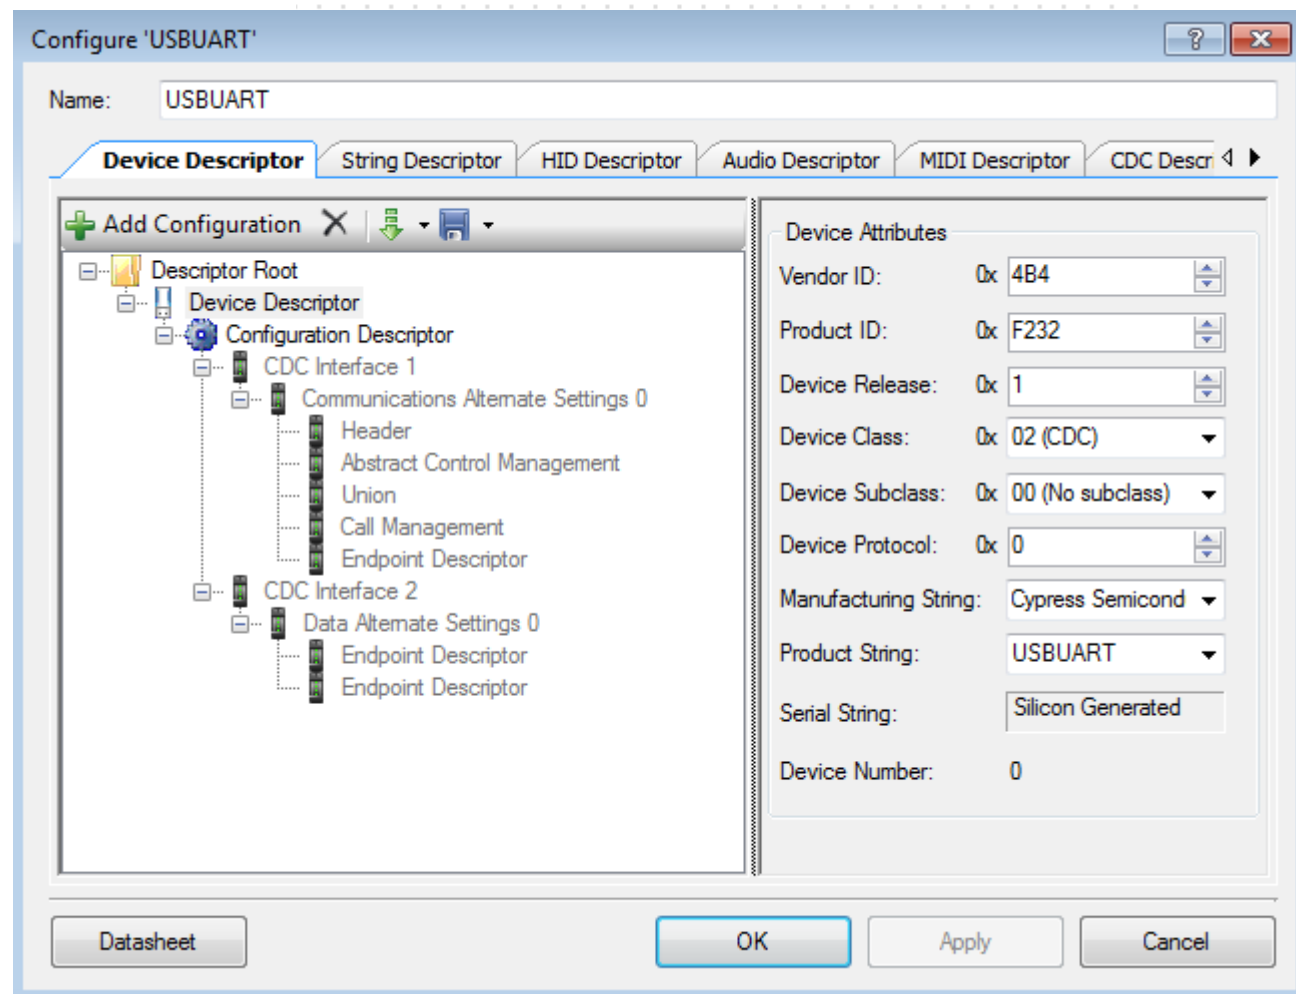 Configure 'USBUART'
Name: USBUART
Device Descriptor String Descriptor HID Descriptor Audio Descriptor MIDI Descriptor CDC Descri
Add Configuration
Descriptor Root
Device Descriptor
Configuration Descriptor
CDC Interface 1
Communications Alternate Settings 0
Header
Abstract Control Management
Union
Call Management
Endpoint Descriptor
CDC Interface 2
Data Alternate Settings 0
Endpoint Descriptor
Endpoint Descriptor
Device Attributes
Vendor ID: 0x 4B4
Product ID: 0x F232
Device Release: 0x 1
Device Class: 0x 02 (CDC)
Device Subclass: 0x 00 (No subclass)
Device Protocol: 0x 0
Manufacturing String: Cypress Semicond
Product String: USBUART
Serial String: Silicon Generated
Device Number: 0
Datasheet OK Apply Cancel